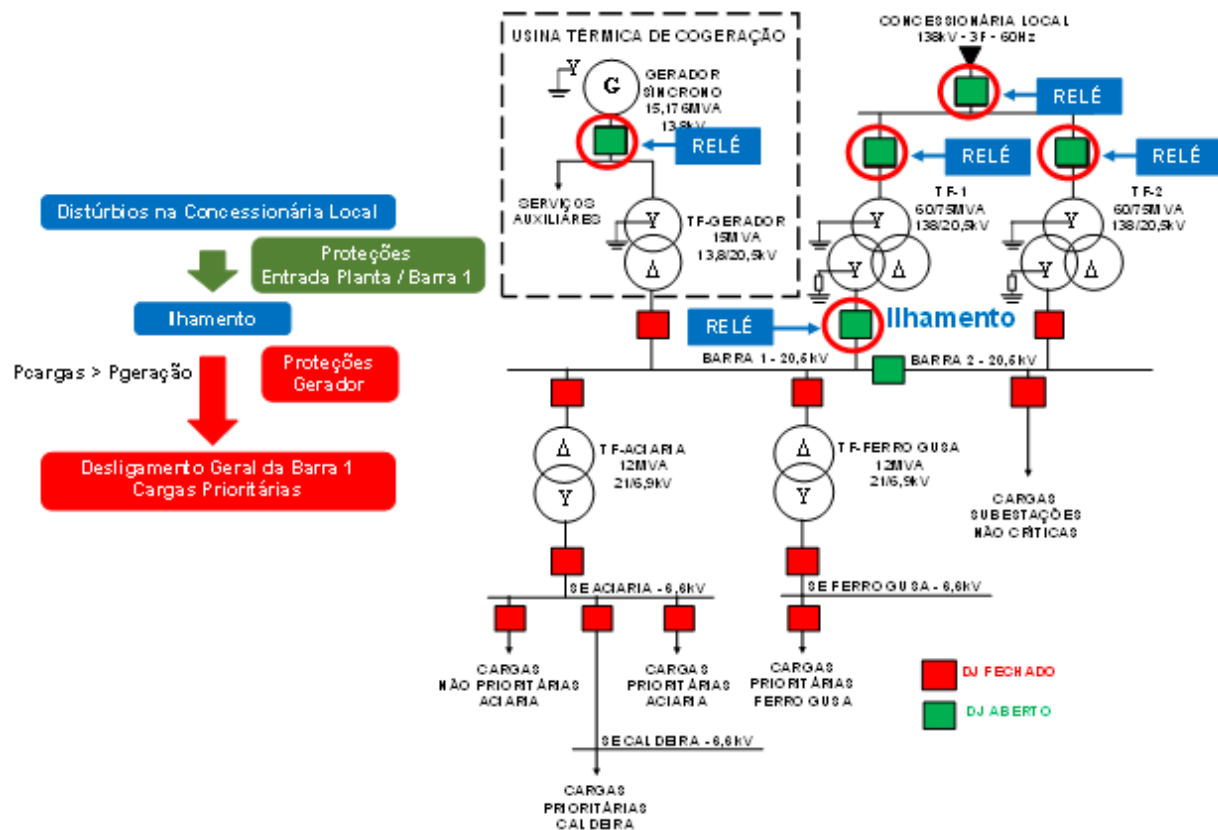 USINA TÉRMICA DE COGERAÇÃO
Y
G
GERADOR
SÍNCRONO
15,176MVA
13,8kV
RELÉ
SERVIÇOS
AUXILIÁRES
Y
Δ
TF-GERADOR
15MVA
13,8/20,5kV
CONCESSIONÁRIA LOCAL
138kV - 3F - 60Hz
RELÉ
RELÉ
RELÉ
TF-1
60/75MVA
138/20,5kV
TF-2
60/75MVA
138/20,5kV
Y
Y
Δ
Y
Y
Δ
RELÉ
Ilhamento
BARRA 1 - 20,5kV
BARRA 2 - 20,5kV
Distúrbios na Concessionária Local
Proteções
Entrada Planta / Barra 1
Ilhamento
Pcargas > Pgeração
Proteções
Gerador
Desligamento Geral da Barra 1
Cargas Prioritárias
Δ
Y
TF-ACIARIA
12MVA
21/6,9kV
Δ
Y
TF-FERRO GUSA
12MVA
21/6,9kV
CARGAS
SUBESTAÇÕES
NÃO CRÍTICAS
SE ACIARIA - 6,6kV
SE FERRO GUSA - 6,6kV
CARGAS
NÃO PRIORITÁRIAS
ACIARIA
CARGAS
PRIORITÁRIAS
ACIARIA
CARGAS
PRIORITÁRIAS
FERRO GUSA
DJ FECHADO
DJ ABERTO
SE CALDEIRA - 6,6kV
CARGAS
PRIORITÁRIAS
CALDEIRA